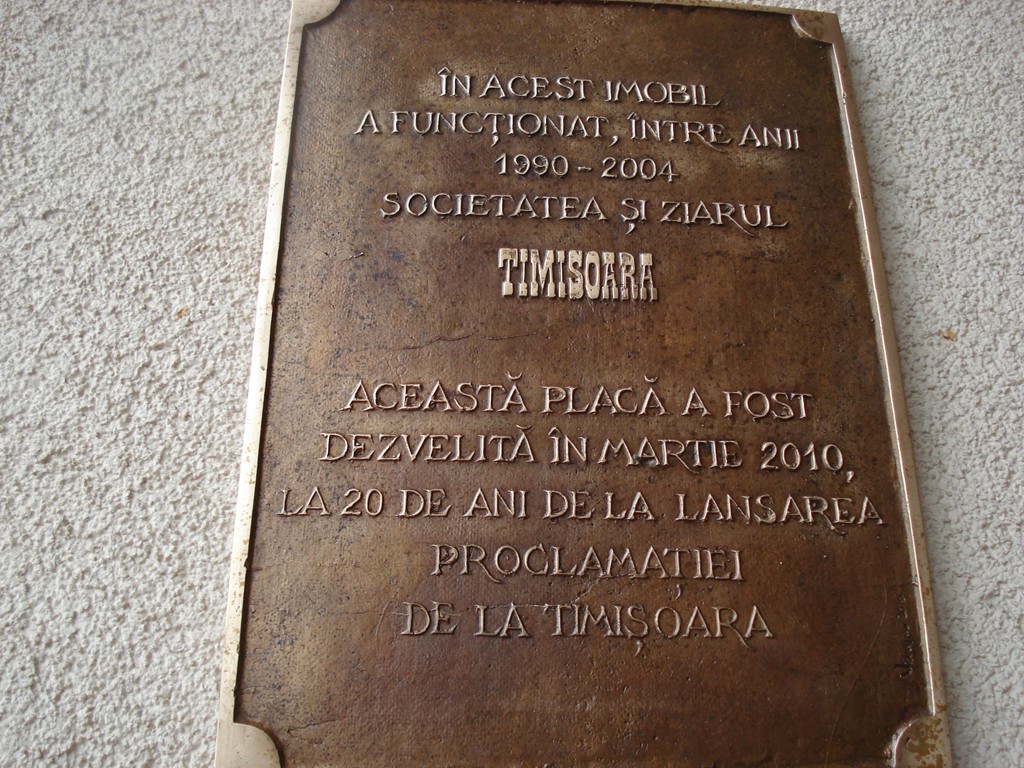 ÎN ACEST IMOBIL
A FUNCȚIONAT, ÎNTRE ANII
1990 - 2004
SOCIETATEA ȘI ZIARUL
TIMISOARA
ACEASTĂ PLACĂ A FOST
DEZVELITĂ ÎN MARTIE 2010,
LA 20 DE ANI DE LA LANSAREA
PROCLAMAȚIEI
DE LA TIMIȘOARA